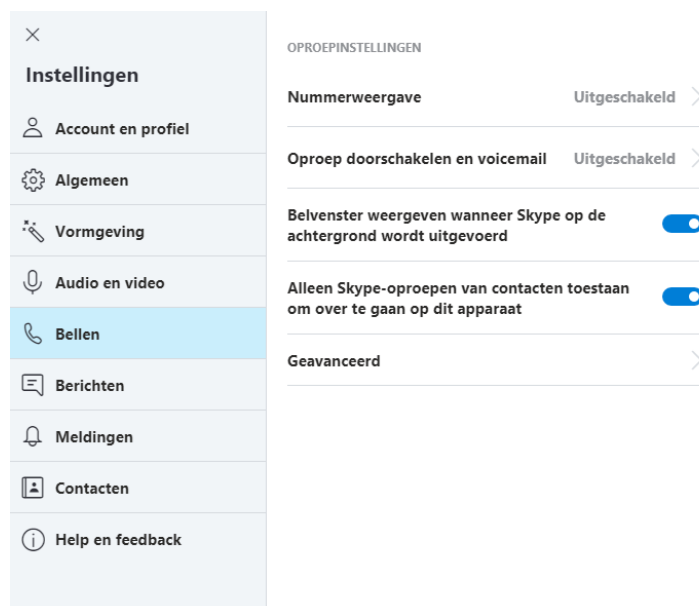 Instellingen
Account en profiel
Algemeen
Vormgeving
Audio en video
Bellen
Berichten
Meldingen
Contacten
Help en feedback
OPROEPINSTELLINGEN
Nummerweergave Uitgeschakeld
Oproep doorschakelen en voicemail Uitgeschakeld
Belvenster weergeven wanneer Skype op de
achtergrond wordt uitgevoerd
Alleen Skype-oproepen van contacten toestaan
om over te gaan op dit apparaat
Geavanceerd